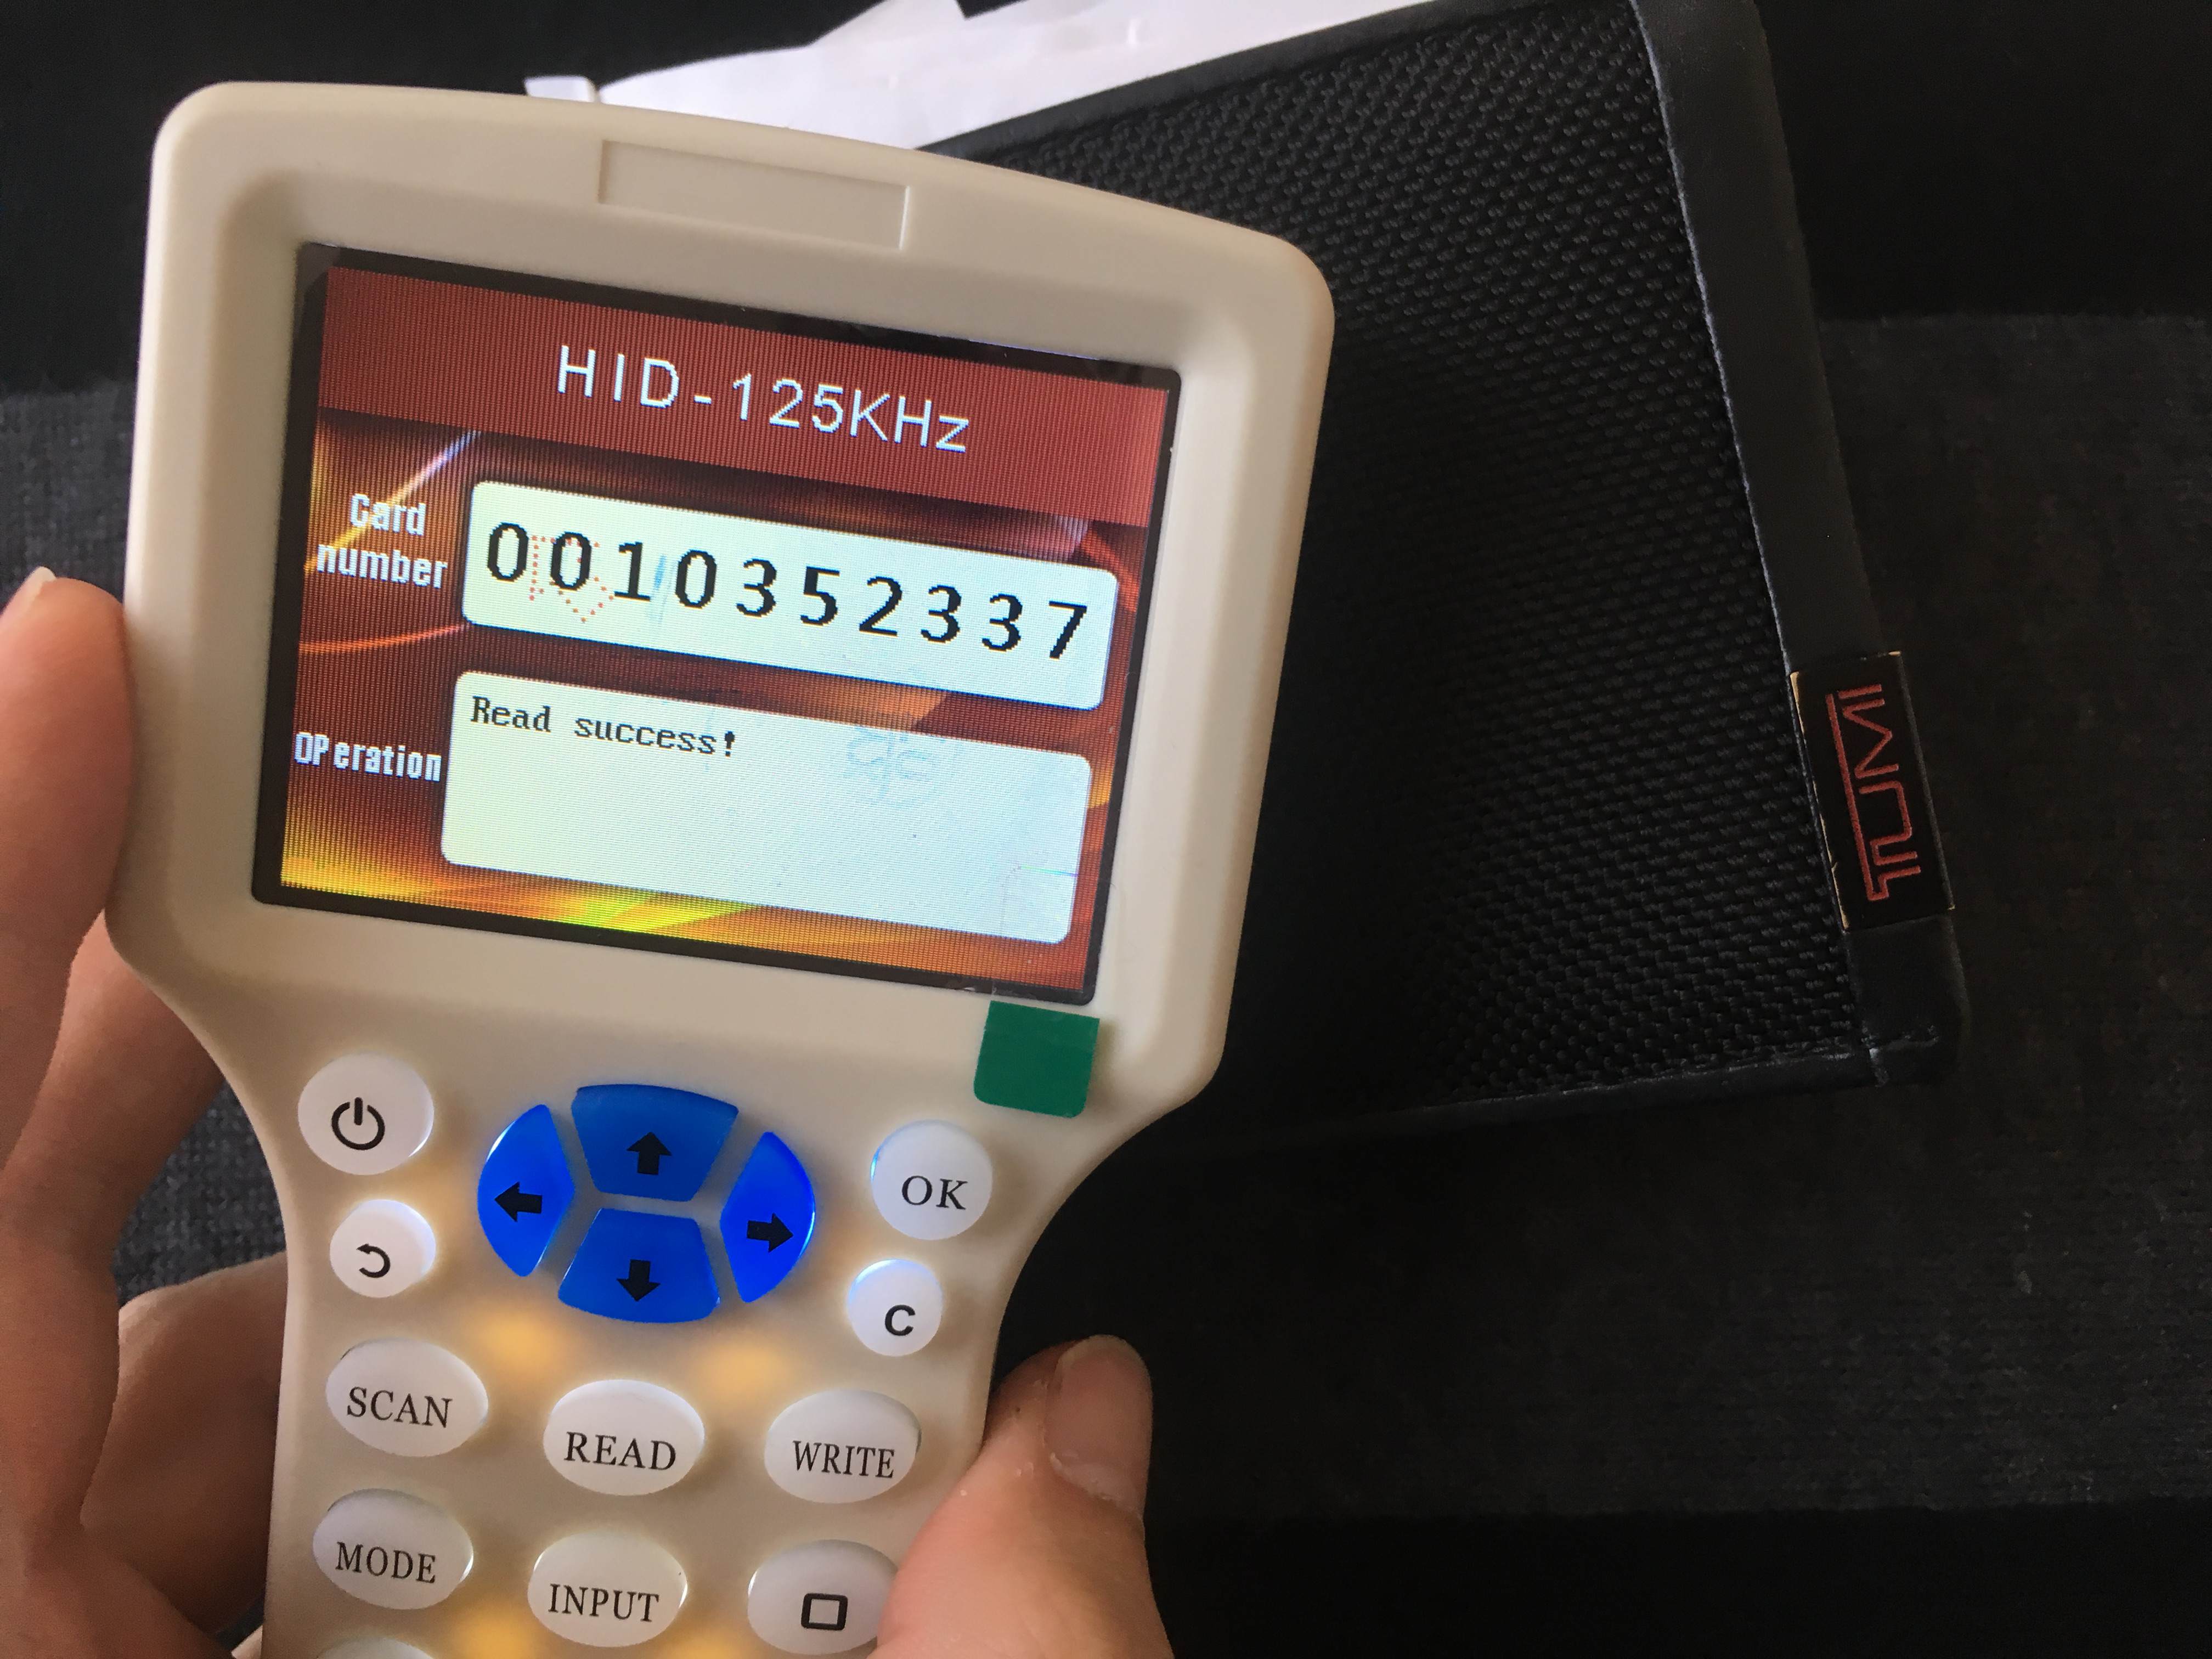 HID-125KHz
Card number
0010352337
OPeration
Read success!
OK
C
SCAN
READ
WRITE
MODE
INPUT
TUMI